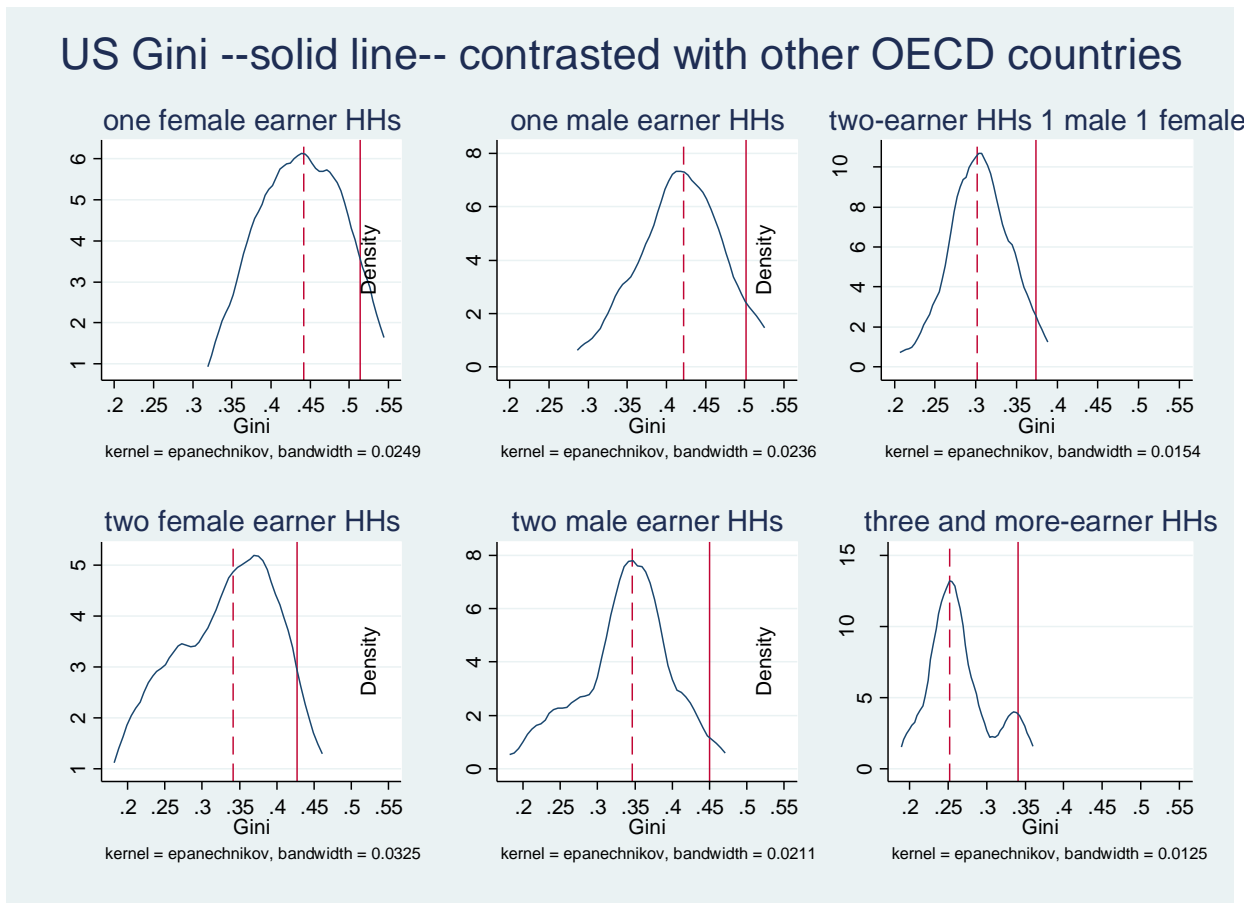 US Gini --solid line-- contrasted with other OECD countries
one female earner HHs
6
5
4
3
2
1
.2 .25 .3 .35 .4 .45 .5 .55
Gini
kernel = epanechnikov, bandwidth = 0.0249
one male earner HHs
Density
8
6
4
2
0
.2 .25 .3 .35 .4 .45 .5 .55
Gini
kernel = epanechnikov, bandwidth = 0.0236
two-earner HHs 1 male 1 female
Density
10
8
6
4
2
0
.2 .25 .3 .35 .4 .45 .5 .55
Gini
kernel = epanechnikov, bandwidth = 0.0154
two female earner HHs
5
4
3
2
1
.2 .25 .3 .35 .4 .45 .5 .55
Gini
kernel = epanechnikov, bandwidth = 0.0325
two male earner HHs
Density
8
6
4
2
0
.2 .25 .3 .35 .4 .45 .5 .55
Gini
kernel = epanechnikov, bandwidth = 0.0211
three and more-earner HHs
Density
15
10
5
0
.2 .25 .3 .35 .4 .45 .5 .55
Gini
kernel = epanechnikov, bandwidth = 0.0125